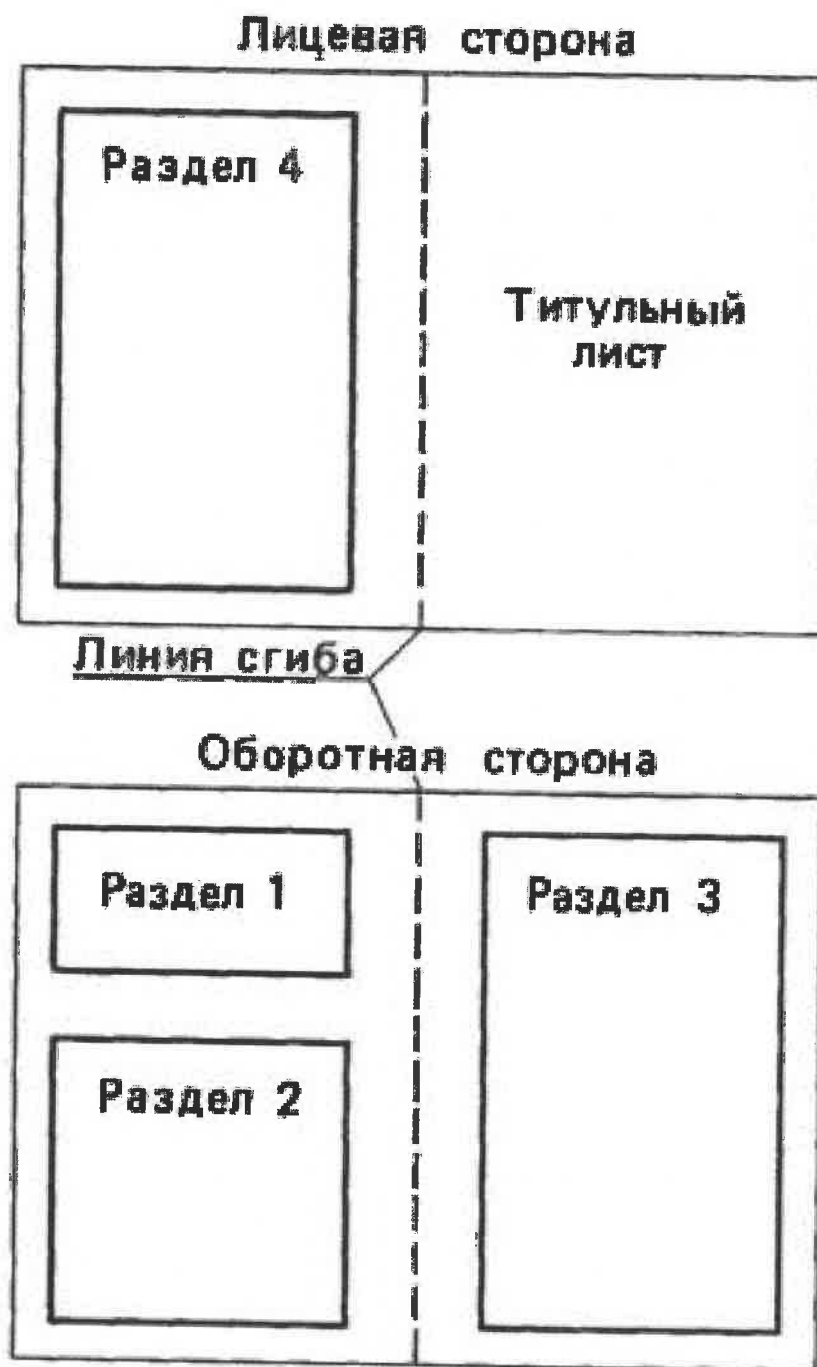 Лицевая сторона
Раздел 4
Титульный
лист
Линия сгиба
Оборотная сторона
Раздел 1
Раздел 2
Раздел 3